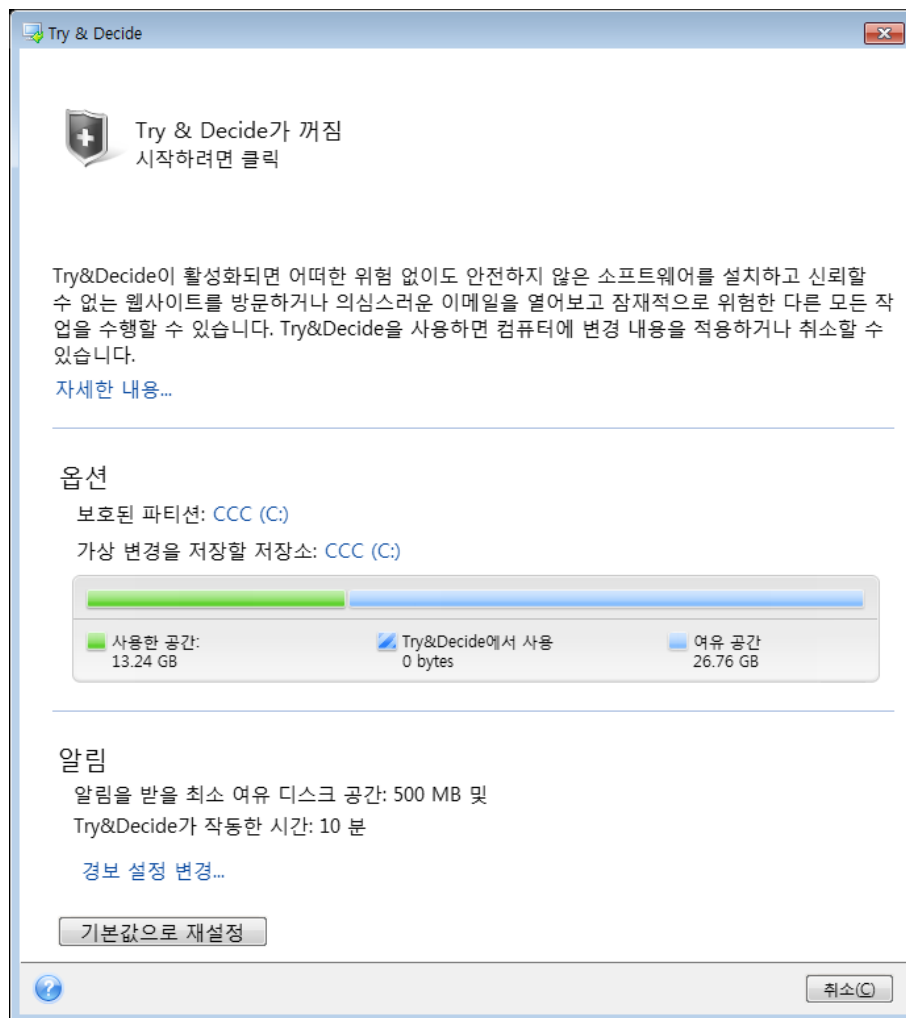 Try & Decide
Try & Decide가 꺼짐
시작하려면 클릭
Try&Decide이 활성화되면 어떠한 위험 없이도 안전하지 않은 소프트웨어를 설치하고 신뢰할
수 없는 웹사이트를 방문하거나 의심스러운 이메일을 열어보고 잠재적으로 위험한 다른 모든 작
업을 수행할 수 있습니다. Try&Decide을 사용하면 컴퓨터에 변경 내용을 적용하거나 취소할 수
있습니다.
자세한 내용...
옵션
보호된 파티션: CCC (C:)
가상 변경을 저장할 저장소: CCC (C:)
사용한 공간: Try&Decide에서 사용 여유 공간
13.24 GB 0 bytes 26.76 GB
알림
알림을 받을 최소 여유 디스크 공간: 500 MB 및
Try&Decide가 작동한 시간: 10 분
경보 설정 변경...
기본값으로 재설정
취소(C)